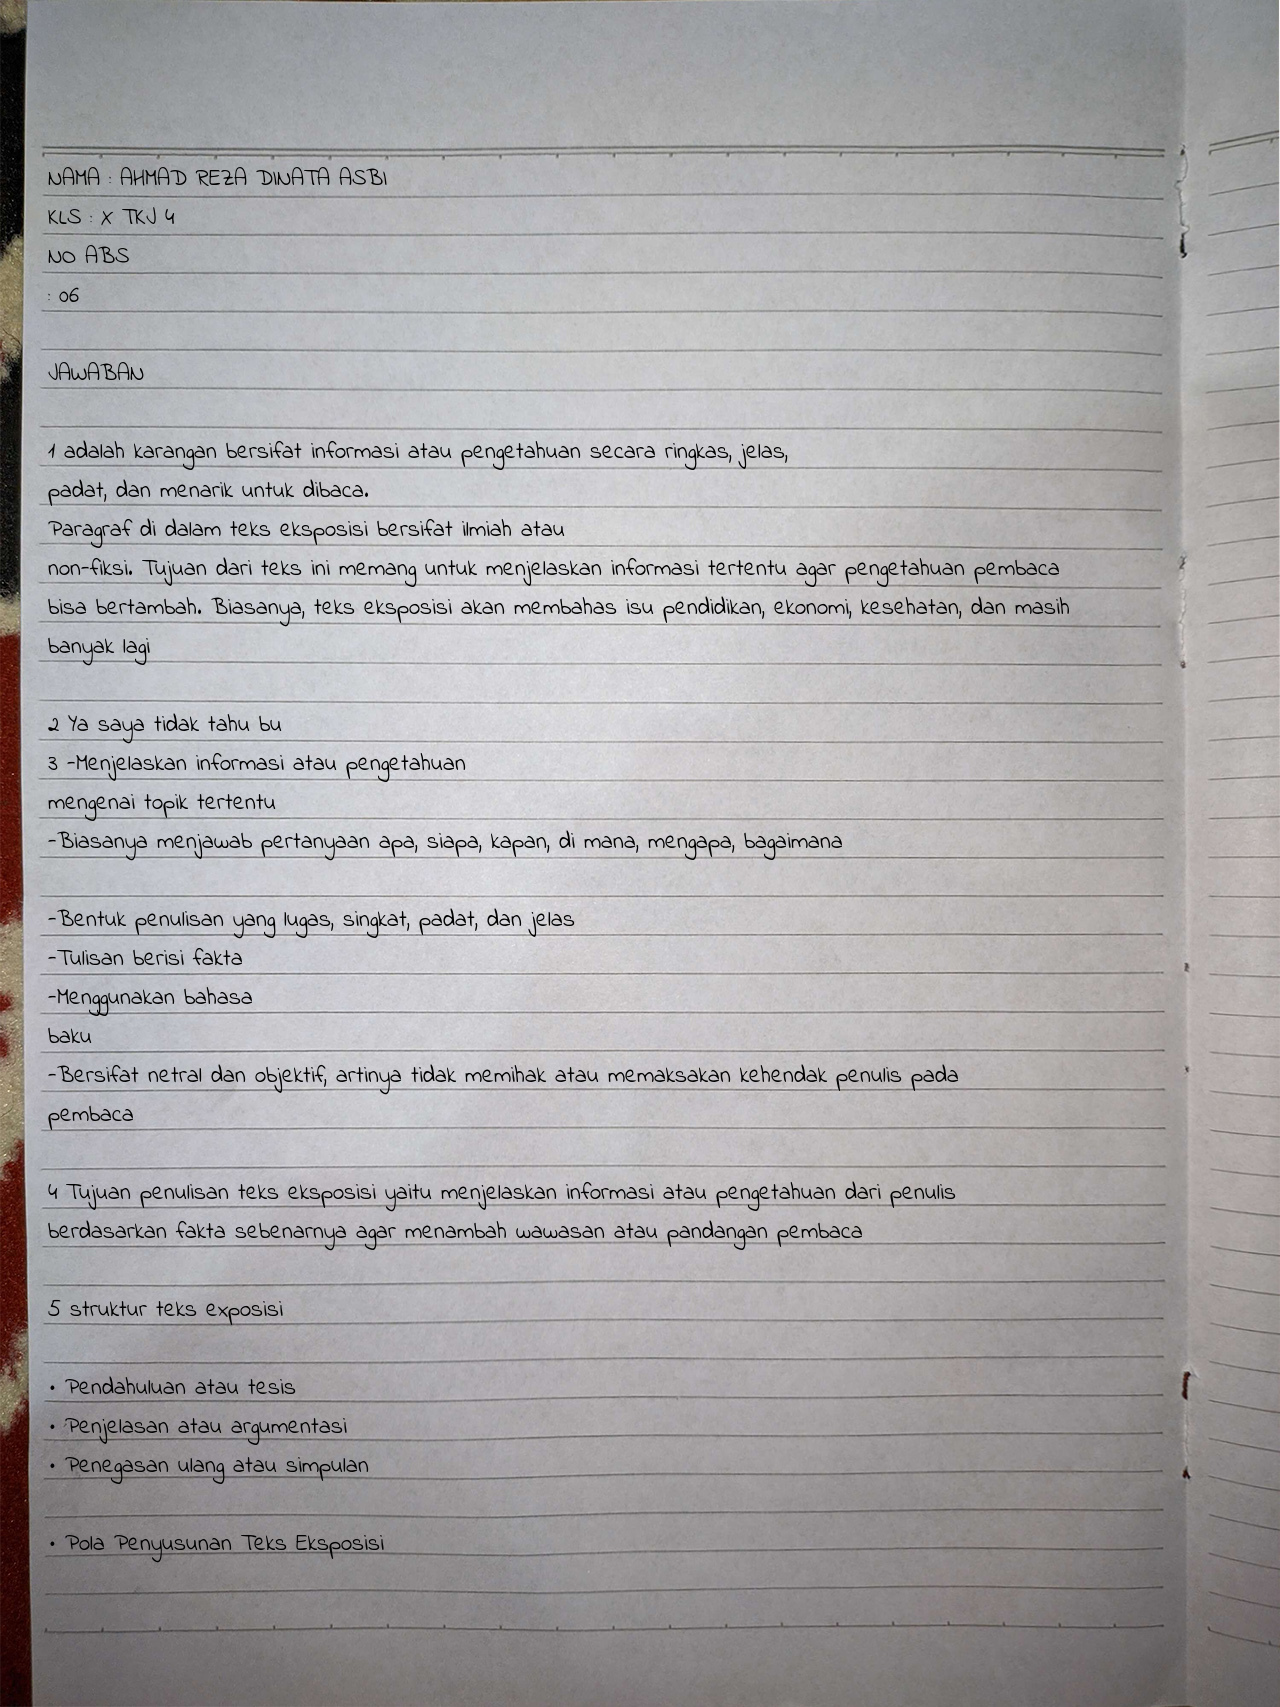 NAMA : AHMAD REZA DINATA ASBI
KLS : X TKJ 4
NO ABS
: 06
JAWABAN
1 adalah karangan bersifat informasi atau pengetahuan secara ringkas, jelas,
padat, dan menarik untuk dibaca.
Paragraf di dalam teks eksposisi bersifat ilmiah atau
non-fiksi. Tujuan dari teks ini memang untuk menjelaskan informasi tertentu agar pengetahuan pembaca
bisa bertambah. Biasanya, teks eksposisi akan membahas isu pendidikan, ekonomi, kesehatan, dan masih
banyak lagi
2 Ya saya tidak tahu bu
3 -Menjelaskan informasi atau pengetahuan
mengenai topik tertentu
-Biasanya menjawab pertanyaan apa, siapa, kapan, di mana, mengapa, bagaimana
-Bentuk penulisan yang lugas, singkat, padat, dan jelas
-Tulisan berisi fakta
-Menggunakan bahasa
baku
-Bersifat netral dan objektif, artinya tidak memihak atau memaksakan kehendak penulis pada
pembaca
4 Tujuan penulisan teks eksposisi yaitu menjelaskan informasi atau pengetahuan dari penulis
berdasarkan fakta sebenarnya agar menambah wawasan atau pandangan pembaca
5 struktur teks exposisi
• Pendahuluan atau tesis
• Penjelasan atau argumentasi
• Penegasan ulang atau simpulan
• Pola Penyusunan Teks Eksposisi